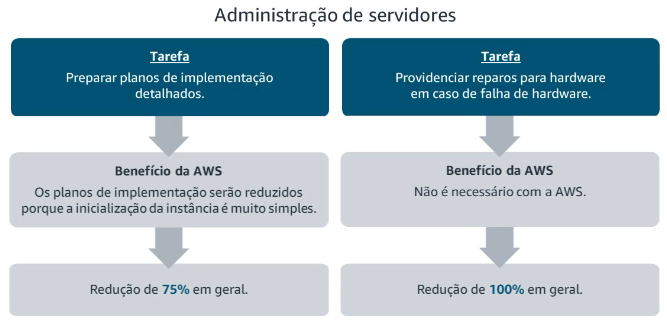 Administração de servidores
Tarefa
Preparar planos de implementação
detalhados.
Tarefa
Providenciar reparos para hardware
em caso de falha de hardware.
Benefício da AWS
Os planos de implementação serão reduzidos
porque a inicialização da instância é muito simples.
Benefício da AWS
Não é necessário com a AWS.
Redução de 75% em geral.
Redução de 100% em geral.